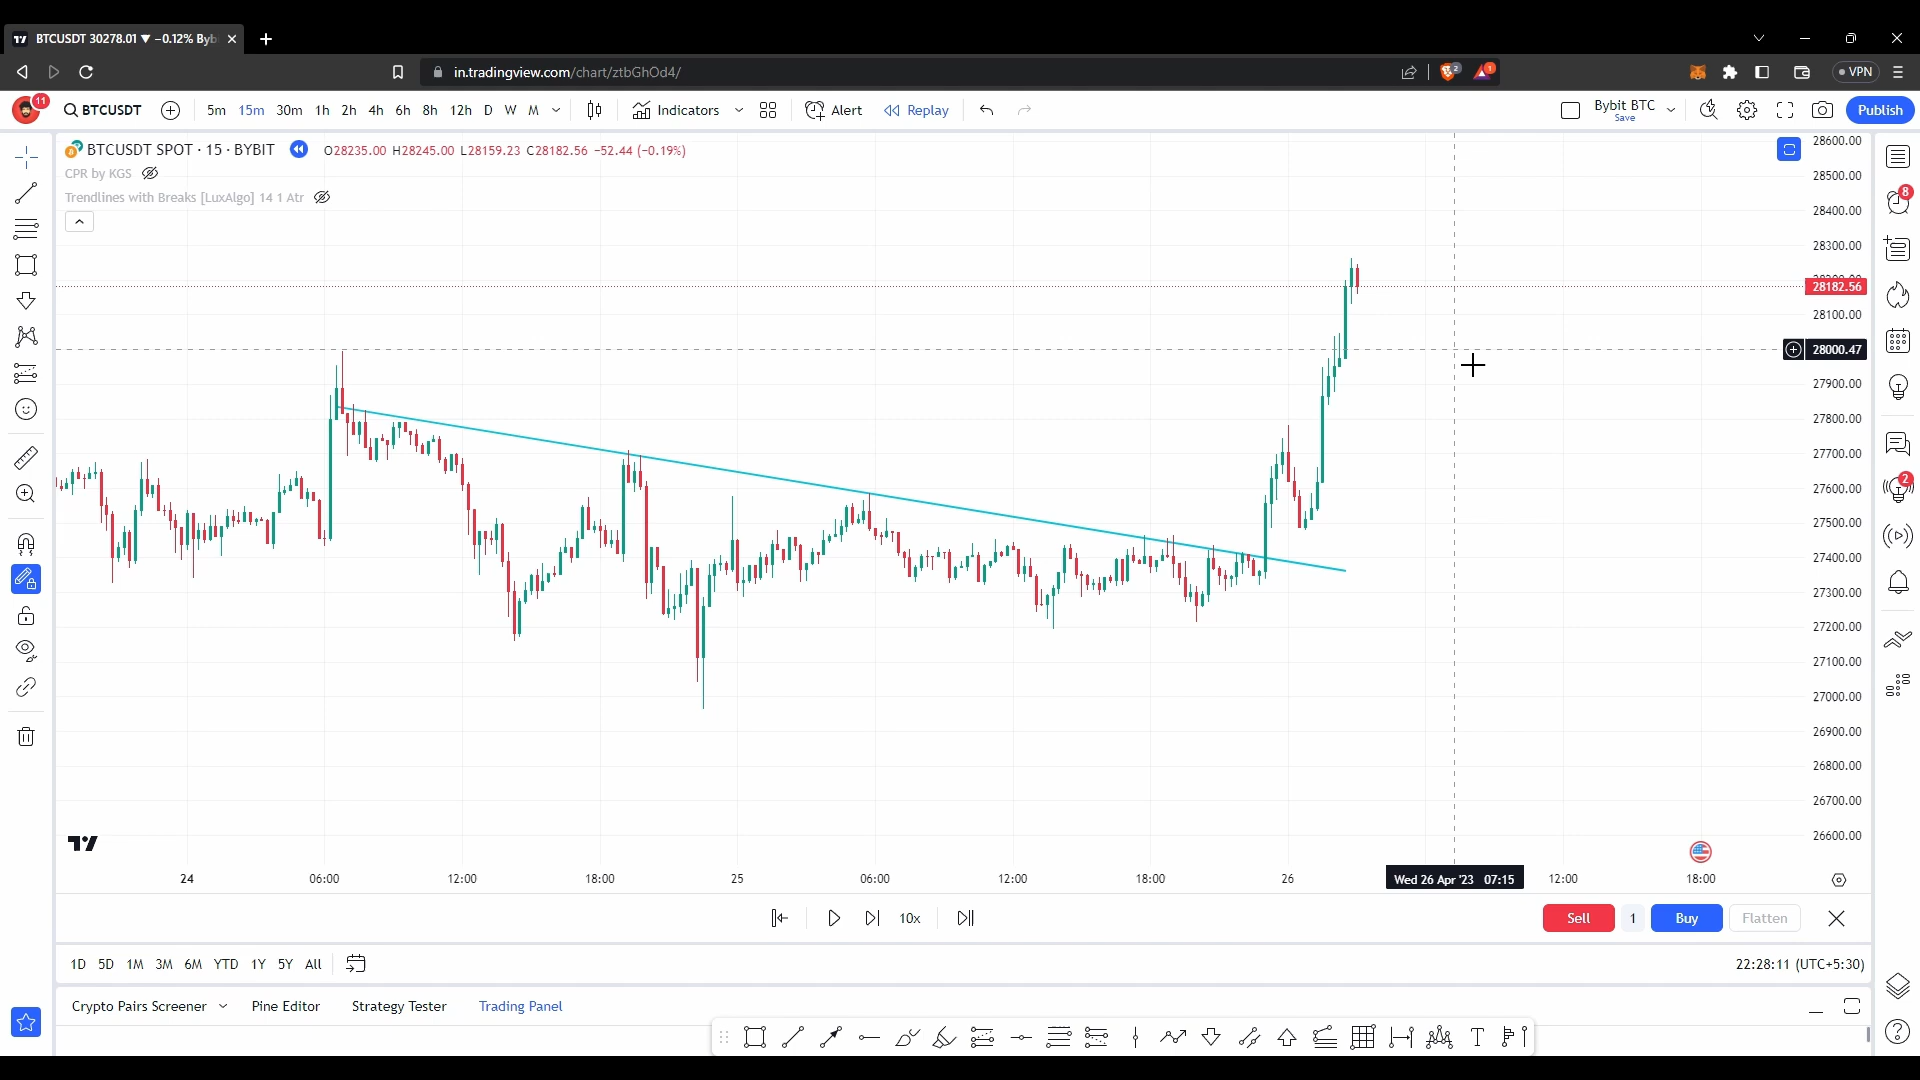 BTCUSDT 30278.01 ▼ −0.12% Byb
in.tradingview.com/chart/ztbGhOd4/
2
1
VPN
11
BTCUSDT
5m 15m 30m 1h 2h 4h 6h 8h 12h D W M
Indicators
Alert
Replay
Bybit BTC
Save
Publish
BTCUSDT SPOT · 15 · BYBIT
O28235.00 H28245.00 L28159.23 C28182.56 −52.44 (−0.19%)
CPR by KGS
Trendlines with Breaks [LuxAlgo] 14 1 Atr
28600.00
28500.00
28400.00
28300.00
28182.56
28100.00
28000.47
27900.00
27800.00
27700.00
27600.00
27500.00
27400.00
27300.00
27200.00
27100.00
27000.00
26900.00
26800.00
26700.00
26600.00
8
2
24 06:00 12:00 18:00 25 06:00 12:00 18:00 26 Wed 26 Apr '23 07:15 12:00 18:00
10x
Sell 1 Buy Flatten
1D 5D 1M 3M 6M YTD 1Y 5Y All
22:28:11 (UTC+5:30)
Crypto Pairs Screener Pine Editor Strategy Tester Trading Panel